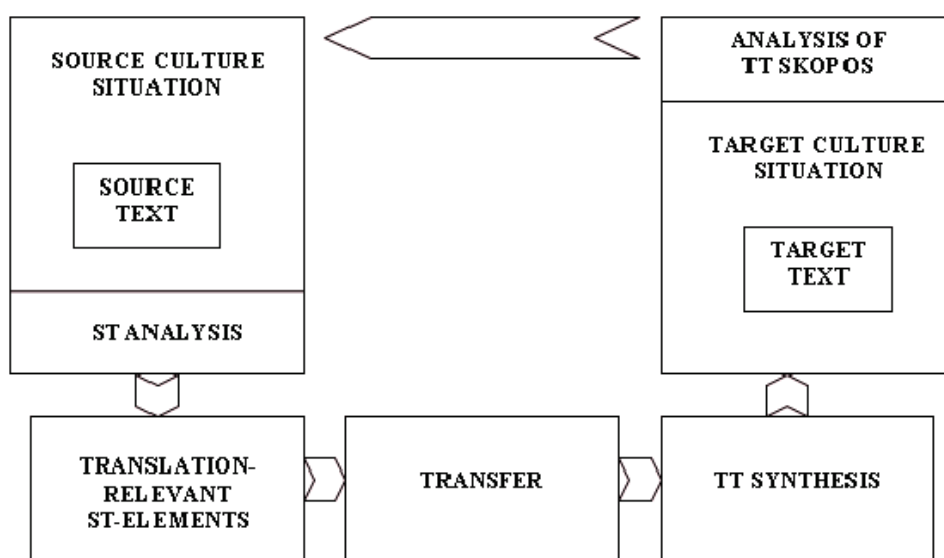 SOURCE CULTURE
SITUATION
SOURCE
TEXT
ST ANALYSIS
ANALYSIS OF
TT SKOPOS
TARGET CULTURE
SITUATION
TARGET
TEXT
TRANSLATION-
RELEVANT
ST-ELEMENTS
TRANSFER
TT SYNTHESIS